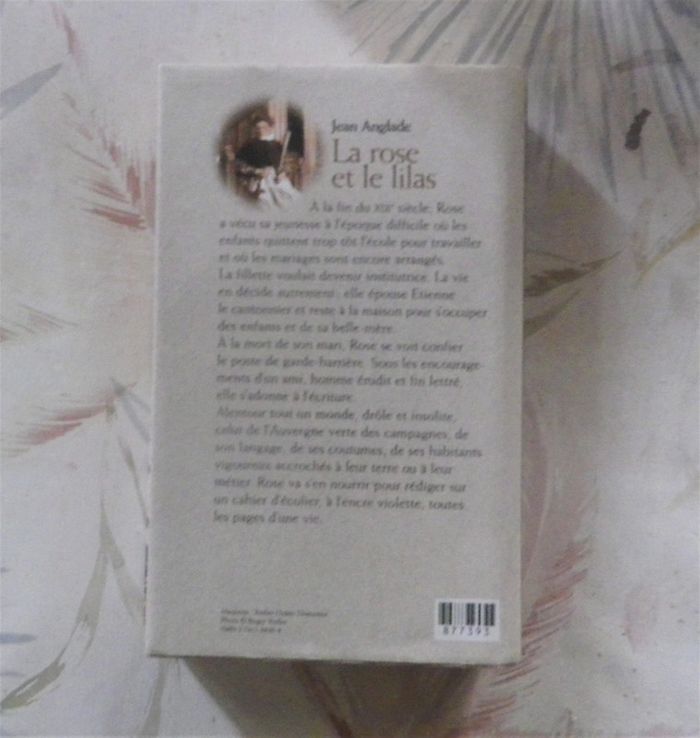 Jean Anglade
La rose
et le lilas
À la fin du XIXe siècle, Rose
a vécu sa jeunesse à l'époque difficile où les
enfants quittent trop tôt l'école pour travailler
et où les mariages sont encore arrangés.
La fillette voulait devenir institutrice. La vie
en décide autrement : elle épouse Étienne
le cantonnier et reste à la maison pour s'occuper
des enfants et de sa belle-mère.
À la mort de son mari, Rose se voit confier
le poste de garde-barrière. Sous les encourage-
ments d'un ami, homme érudit et fin lettré,
elle s'adonne à l'écriture.
Alentour tout un monde, drôle et insolite,
celui de l'Auvergne verte des campagnes, de
son langage, de ses coutumes, de ses habitants
vigoureux accrochés à leur terre ou à leur
métier. Rose va s'en nourrir pour rédiger sur
un cahier d'écolier, à l'encre violette, toutes
les pages d'une vie.
Photo © Roger
877393